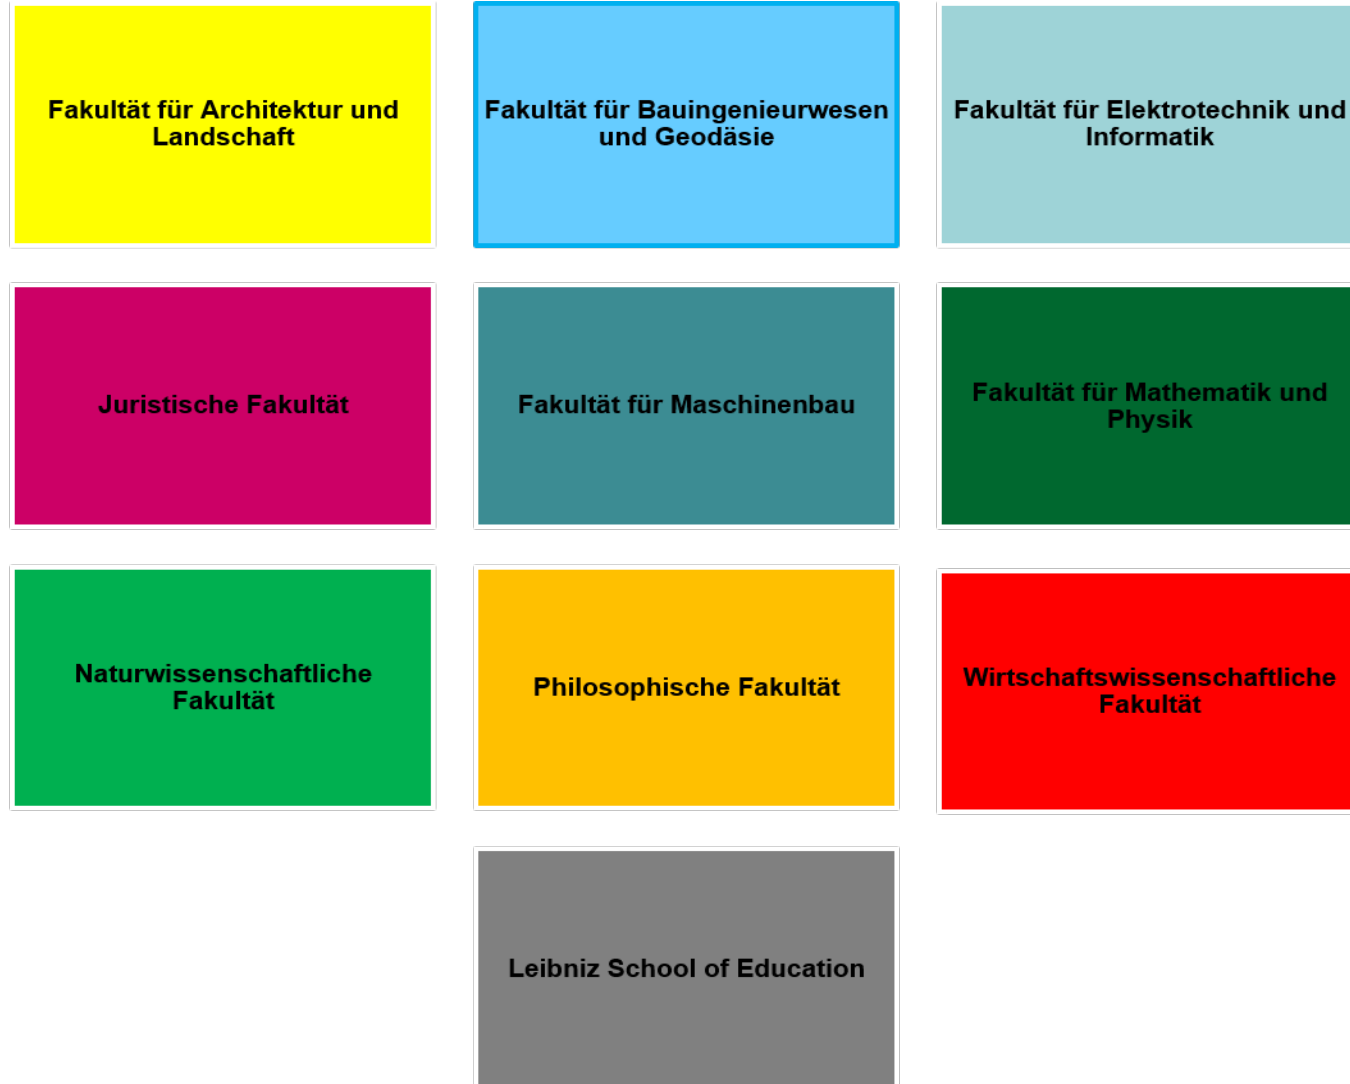 Fakultät für Architektur und
Landschaft
Fakultät für Bauingenieurwesen
und Geodäsie
Fakultät für Elektrotechnik und
Informatik
Juristische Fakultät
Fakultät für Maschinenbau
Fakultät für Mathematik und
Physik
Naturwissenschaftliche
Fakultät
Philosophische Fakultät
Wirtschaftswissenschaftliche
Fakultät
Leibniz School of Education